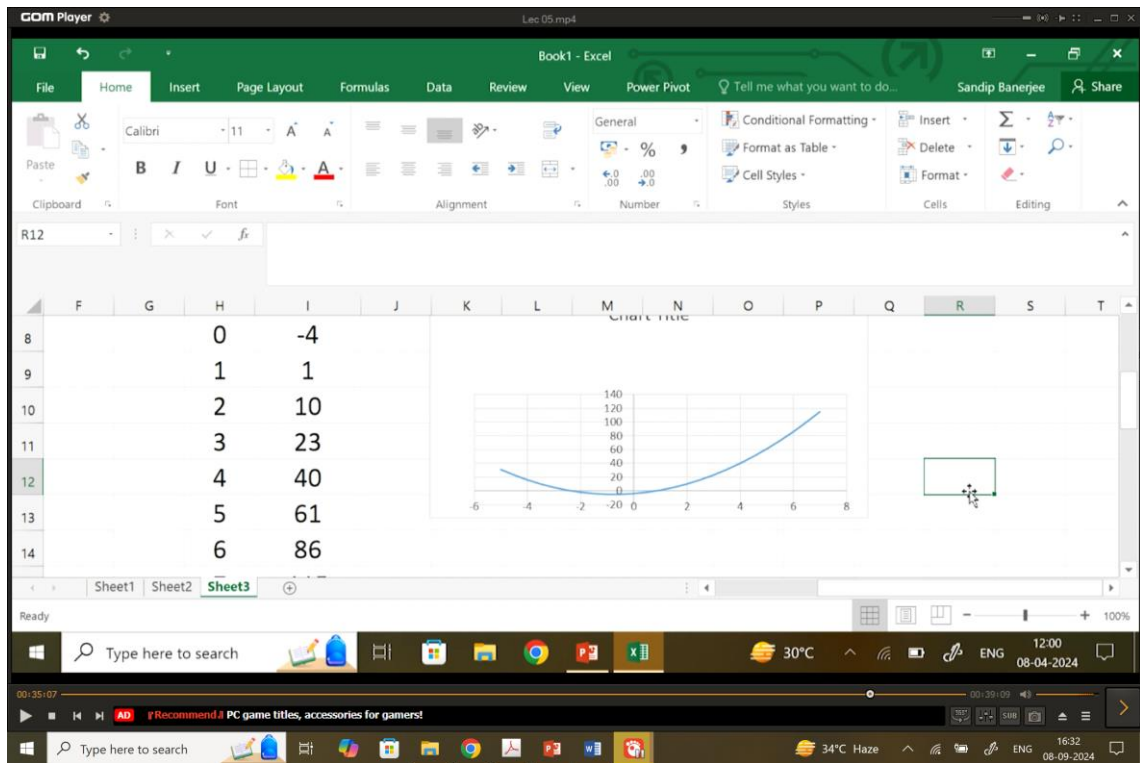 GOM Player
Lec 05.mp4
Book1 - Excel
File Home Insert Page Layout Formulas Data Review View Power Pivot Tell me what you want to do... Sandip Banerjee Share
Paste Calibri 11 A A B I U A General % , Conditional Formatting Format as Table Cell Styles Insert Delete Format Σ
Clipboard Font Alignment Number Styles Cells Editing
R12 fx
F G H I J K L M N O P Q R S T
8 0 -4
9 1 1
10 2 10
11 3 23
12 4 40
13 5 61
14 6 86
Chart Title
140
120
100
80
60
40
20
0
-6 -4 -2 -20 0 2 4 6 8
Sheet1 Sheet2 Sheet3
Ready 100%
Type here to search 30°C ENG 12:00
08-04-2024
00:35:07 00:39:09
AD Recommend PC game titles, accessories for gamers! 360° SUB
Type here to search 34°C Haze ENG 16:32
08-09-2024